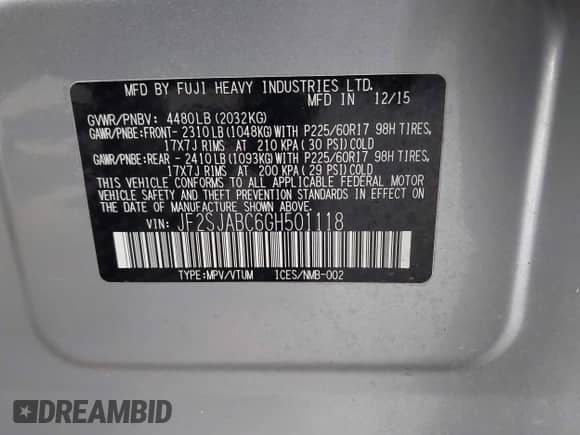 MFD BY FUJI HEAVY INDUSTRIES LTD.
MFD IN 12/15
GVWR/PNBV: 4480LB(2032KG)
GAWR/PNBE:FRONT- 2310LB(1048KG)WITH P225/60R17 98H TIRES,
17X7J RIMS AT 210 KPA ( 30 PSI)COLD
GAWR/PNBE:REAR - 2410LB(1093KG)WITH P225/60R17 98H TIRES,
17X7J RIMS AT 200 KPA ( 29 PSI)COLD
THIS VEHICLE CONFORMS TO ALL APPLICABLE FEDERAL MOTOR
VEHICLE SAFETY AND THEFT PREVENTION STANDARDS IN EFFECT ON
THE DATE OF MANUFACTURE SHOWN ABOVE.
VIN: JF2SJABC6GH501118
TYPE:MPV/VTUM ICES/NMB-002
DREAMBID